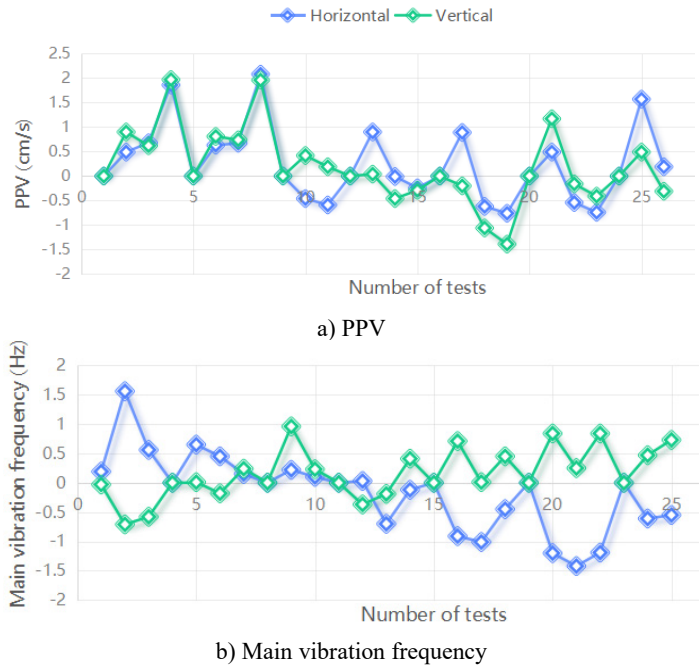 Horizontal Vertical
PPV (cm/s)
2.5
2
1.5
1
0.5
0
-0.5
-1
-1.5
-2
0 5 10 15 20 25
Number of tests
a) PPV
Main vibration frequency (Hz)
2
1.5
1
0.5
0
-0.5
-1
-1.5
-2
0 5 10 15 20 25
Number of tests
b) Main vibration frequency